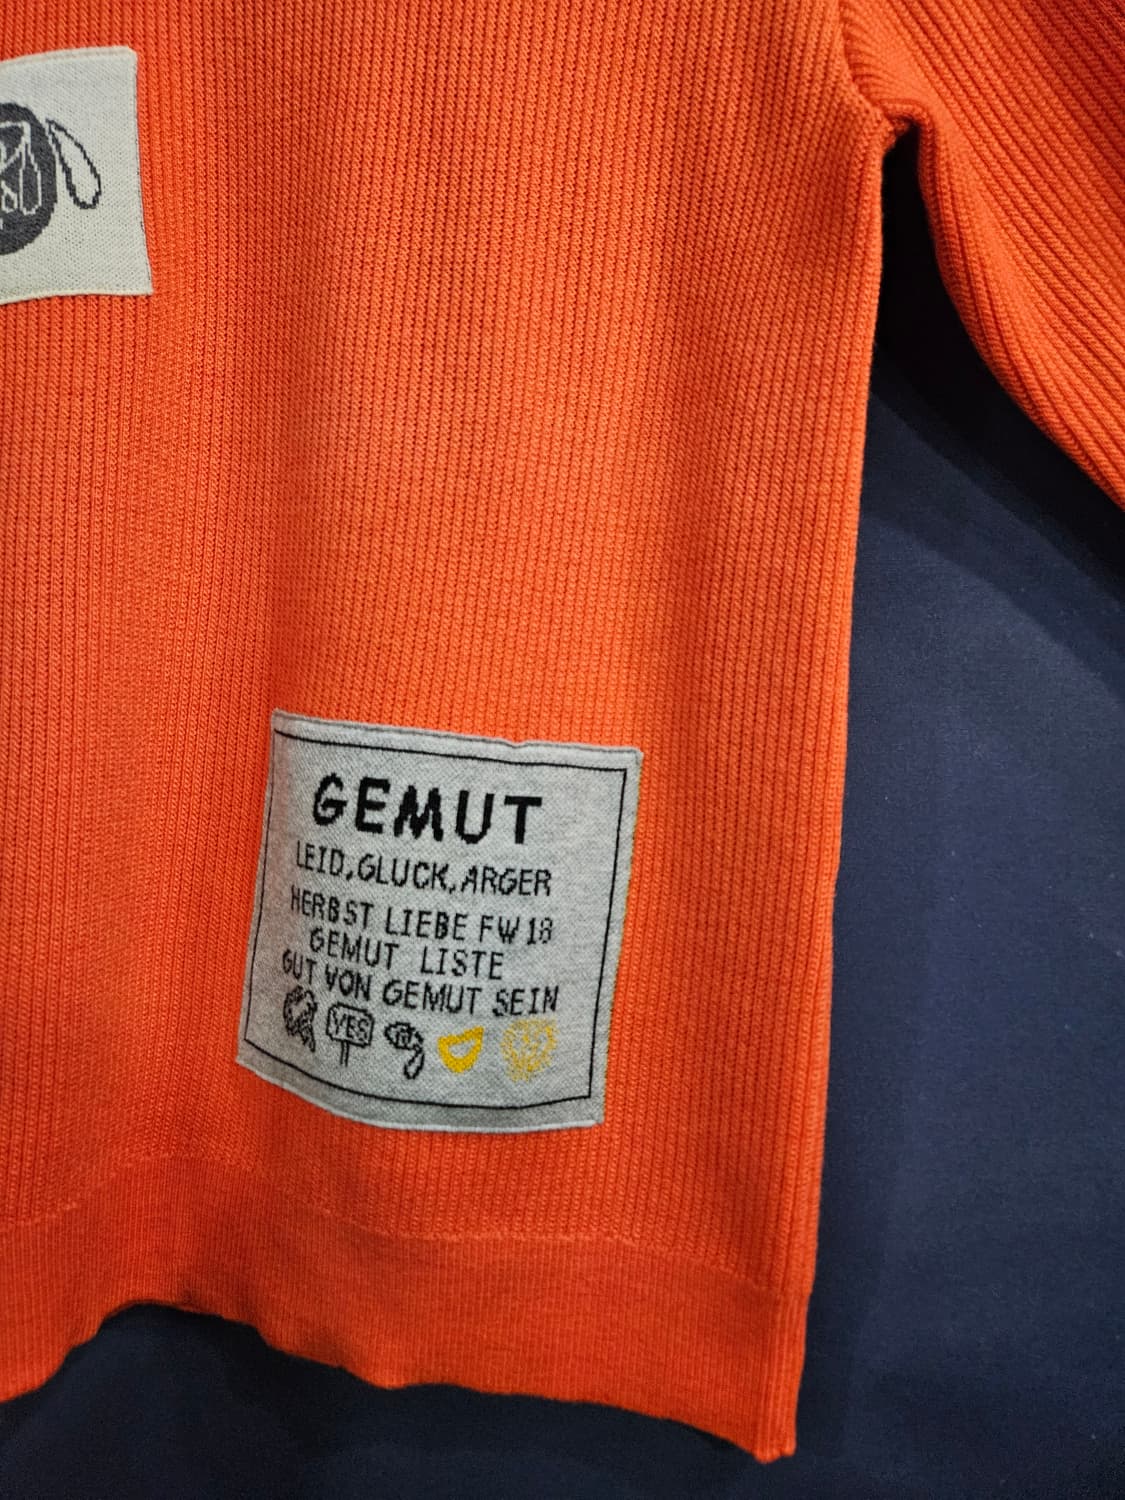 GEMUT
LEID,GLUCK,ARGER
HERBST LIEBE FW18
GEMUT LISTE
GUT VON GEMUT SEIN
YES